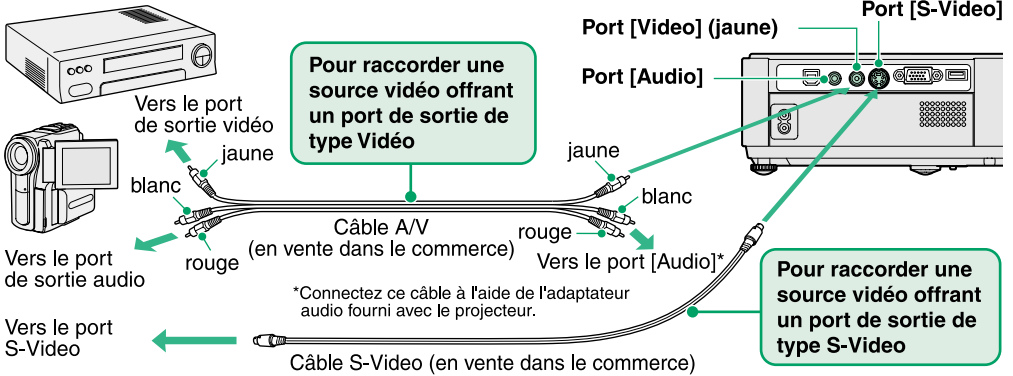 Port [S-Video]
Port [Video] (jaune)
Port [Audio]
Pour raccorder une
source vidéo offrant
un port de sortie de
type Vidéo
Vers le port
de sortie vidéo
jaune
jaune
blanc
blanc
Câble A/V
(en vente dans le commerce)
rouge
rouge
Vers le port
de sortie audio
Vers le port [Audio]*
*Connectez ce câble à l'aide de l'adaptateur
audio fourni avec le projecteur.
Pour raccorder une
source vidéo offrant
un port de sortie de
type S-Video
Vers le port
S-Video
Câble S-Video (en vente dans le commerce)